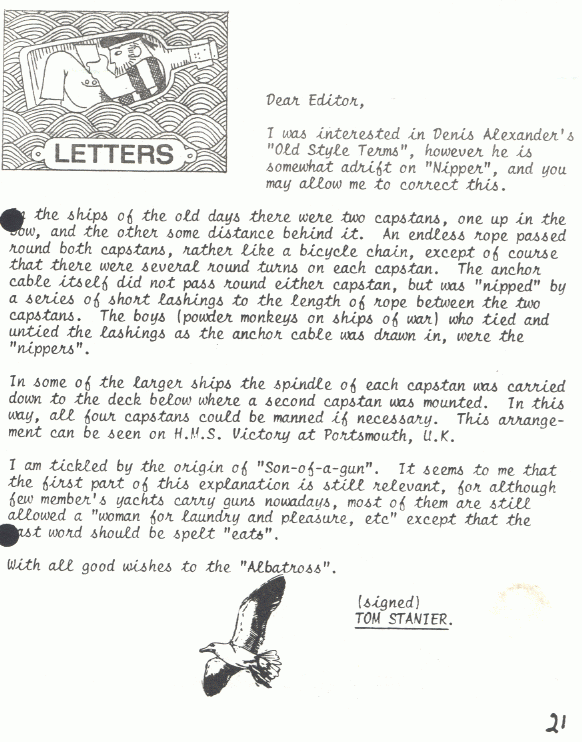 LETTERS
Dear Editor,
I was interested in Denis Alexander's
"Old Style Terms", however he is
somewhat adrift on "Nipper", and you
may allow me to correct this.
the ships of the old days there were two capstans, one up in the
and the other some distance behind it. An endless rope passed
round both capstans, rather like a bicycle chain, except of course
that there were several round turns on each capstan. The anchor
cable itself did not pass round either capstan, but was "nipped" by
a series of short lashings to the length of rope between the two
capstans. The boys (powder monkeys on ships of war) who tied and
untied the lashings as the anchor cable was drawn in, were the
"nippers".
In some of the larger ships the spindle of each capstan was carried
down to the deck below where a second capstan was mounted. In this
way, all four capstans could be manned if necessary. This arrange-
ment can be seen on H.M.S. Victory at Portsmouth, U.K.
I am tickled by the origin of "Son-of-a-gun". It seems to me that
the first part of this explanation is still relevant, for although
few member's yachts carry guns nowadays, most of them are still
allowed a "woman for laundry and pleasure, etc" except that the
word should be spelt "eats".
With all good wishes to the "Albatross".
(signed)
TOM STANIER.
21